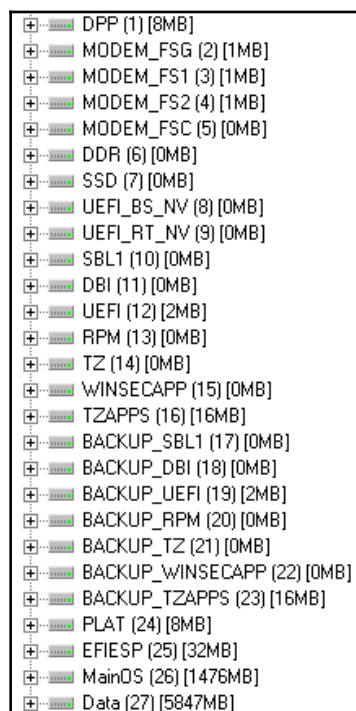 DPP (1) [8MB]
MODEM_FSG (2) [1MB]
MODEM_FS1 (3) [1MB]
MODEM_FS2 (4) [1MB]
MODEM_FSC (5) [0MB]
DDR (6) [0MB]
SSD (7) [0MB]
UEFI_BS_NV (8) [0MB]
UEFI_RT_NV (9) [0MB]
SBL1 (10) [0MB]
DBI (11) [0MB]
UEFI (12) [2MB]
RPM (13) [0MB]
TZ (14) [0MB]
WINSECAPP (15) [0MB]
TZAPPS (16) [16MB]
BACKUP_SBL1 (17) [0MB]
BACKUP_DBI (18) [0MB]
BACKUP_UEFI (19) [2MB]
BACKUP_RPM (20) [0MB]
BACKUP_TZ (21) [0MB]
BACKUP_WINSECAPP (22) [0MB]
BACKUP_TZAPPS (23) [16MB]
PLAT (24) [8MB]
EFIESP (25) [32MB]
MainOS (26) [1476MB]
Data (27) [5847MB]